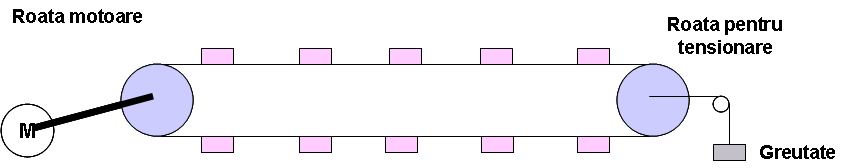 Roata motoare
Roata pentru
tensionare
M
Greutate